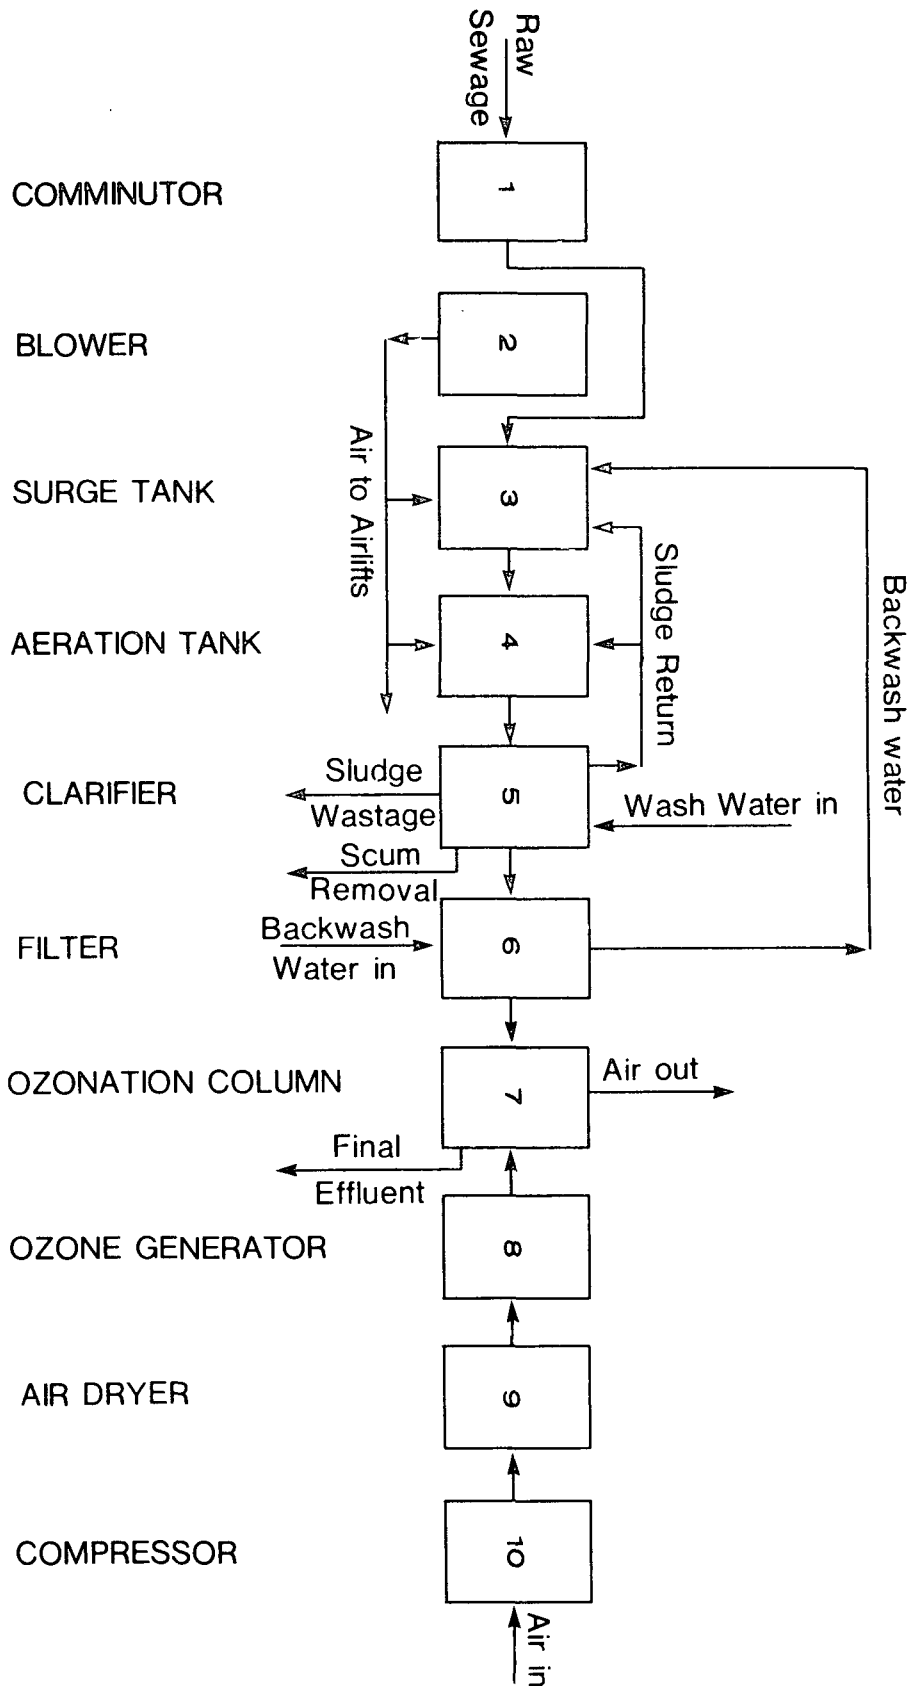 Raw
Sewage
COMMINUTOR
1
BLOWER
2
Air to Airlifts
SURGE TANK
3
Sludge Return
Backwash water
AERATION TANK
4
CLARIFIER
5
Sludge
Wastage
Wash Water in
Scum
Removal
FILTER
6
Backwash
Water in
OZONATION COLUMN
7
Air out
Final
Effluent
OZONE GENERATOR
8
AIR DRYER
9
COMPRESSOR
10
Air in